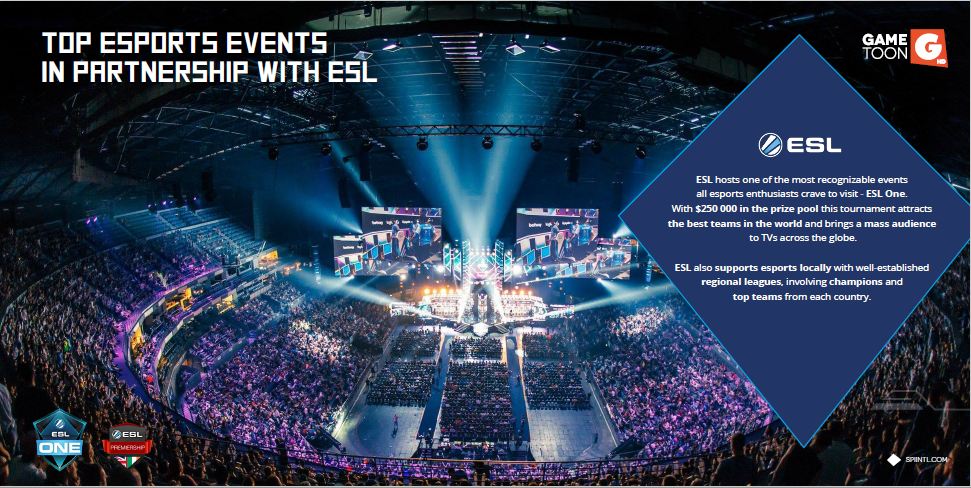 TOP ESPORTS EVENTS
IN PARTNERSHIP WITH ESL
GAME
TOON
G
HD
ESL
ESL hosts one of the most recognizable events
all esports enthusiasts crave to visit - ESL One.
With $250 000 in the prize pool this tournament attracts
the best teams in the world and brings a mass audience
to TVs across the globe.
ESL also supports esports locally with well-established
regional leagues, involving champions and
top teams from each country.
ESL
ONE
ESL
PREMIERSHIP
SPIINTL.COM